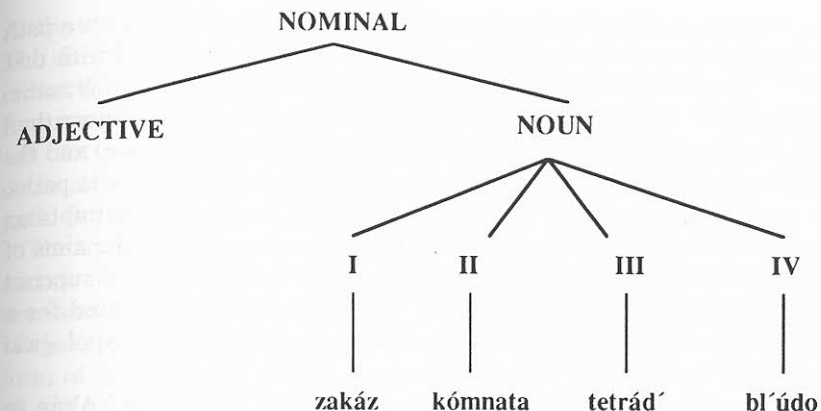 NOMINAL
ADJECTIVE NOUN
I II III IV
zakáz kómnata tetrád´ bl´údo